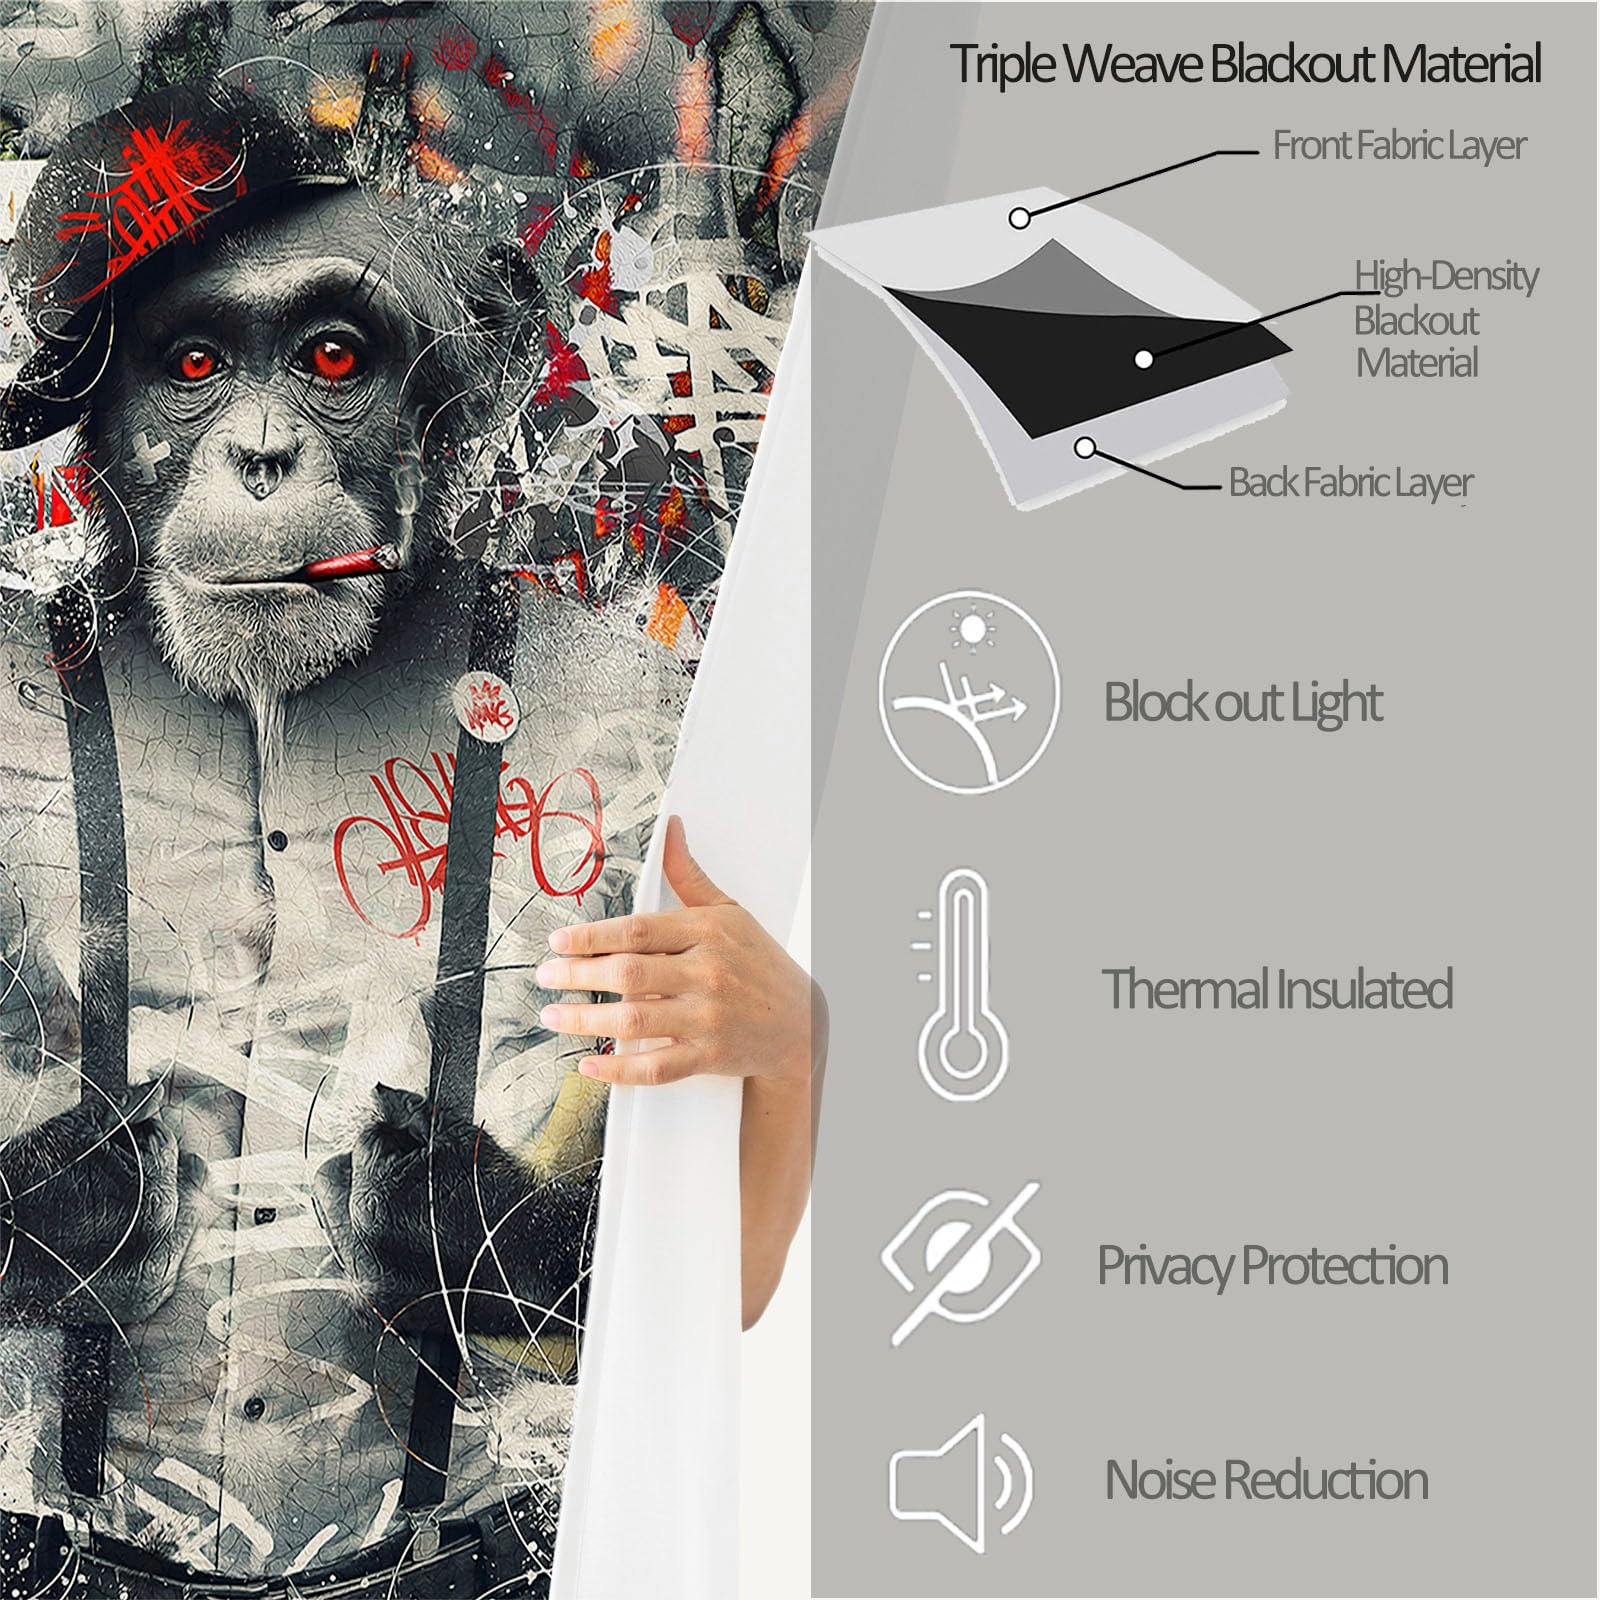 Triple Weave Blackout Material
Front Fabric Layer
High-Density
Blackout
Material
Back Fabric Layer
Block out Light
Thermal Insulated
Privacy Protection
Noise Reduction